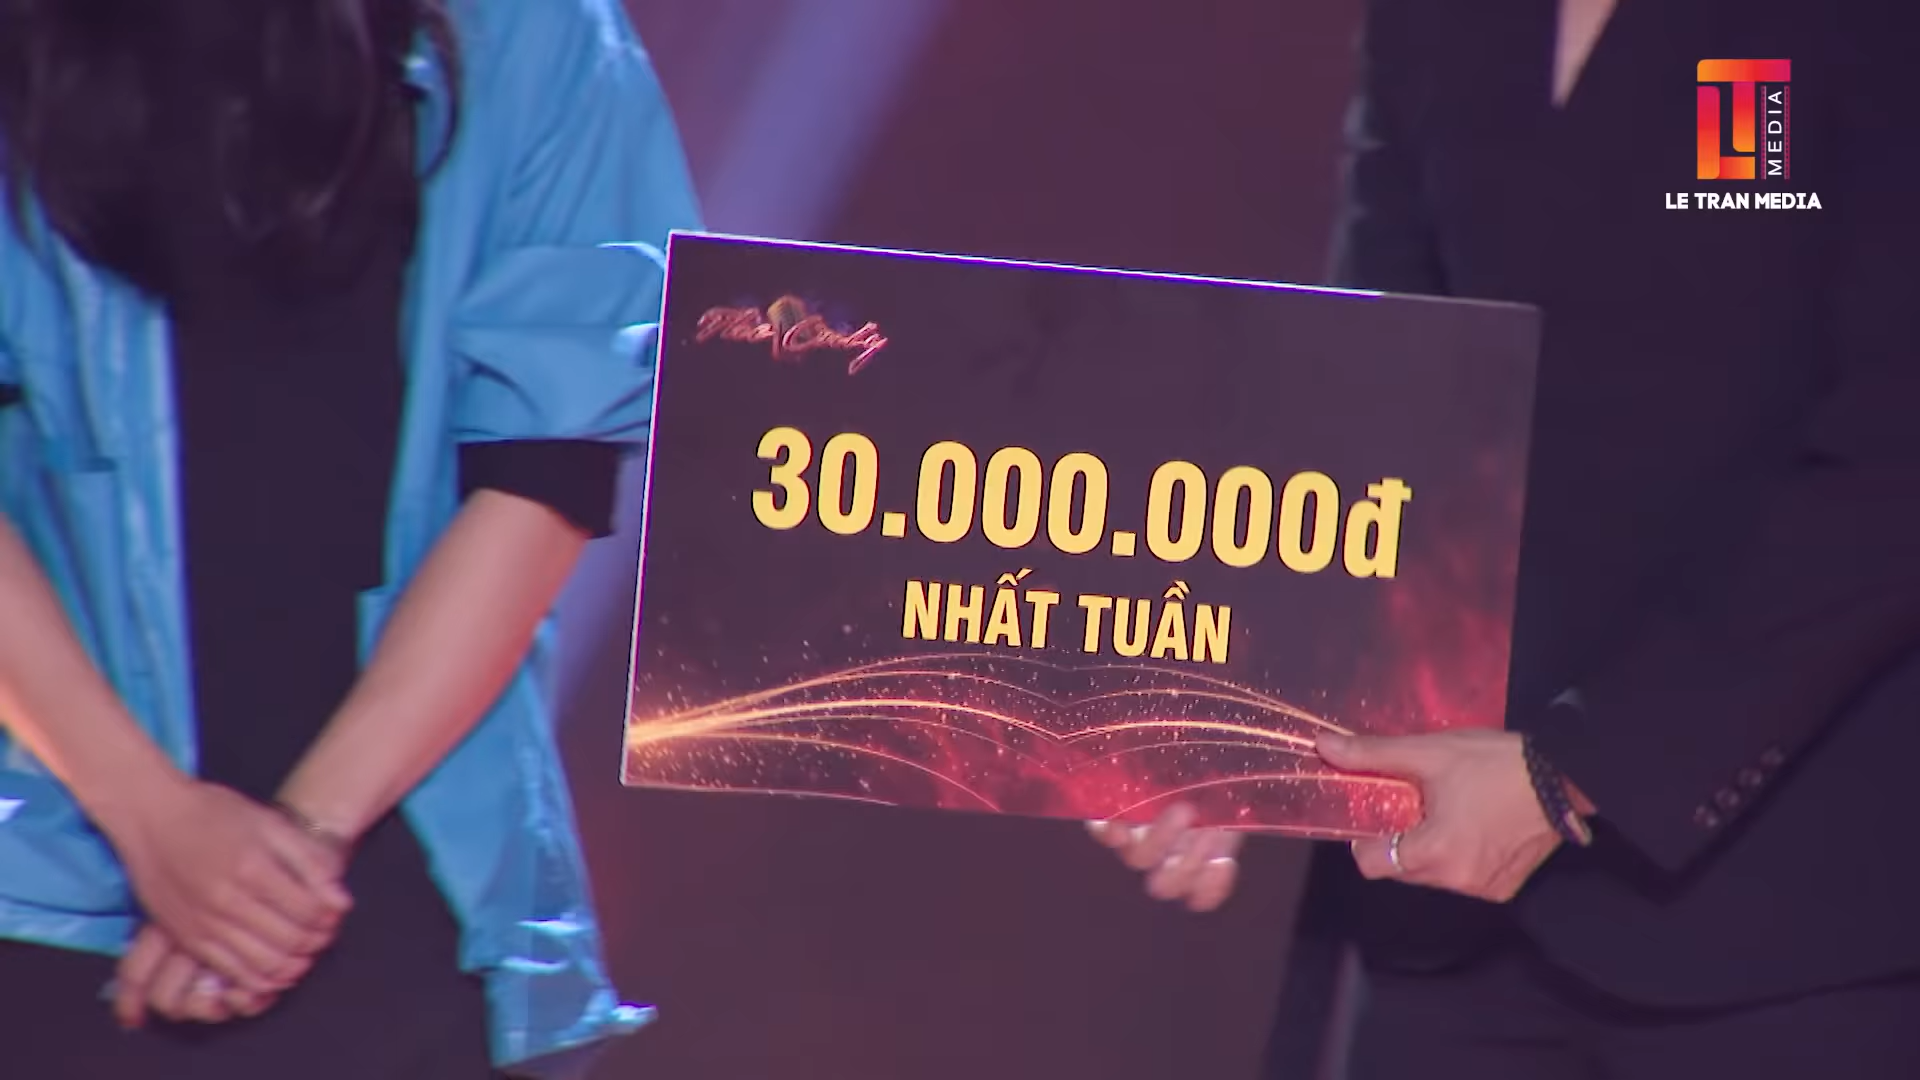 MEDIA
LE TRAN MEDIA
30.000.000đ
NHẤT TUẦN